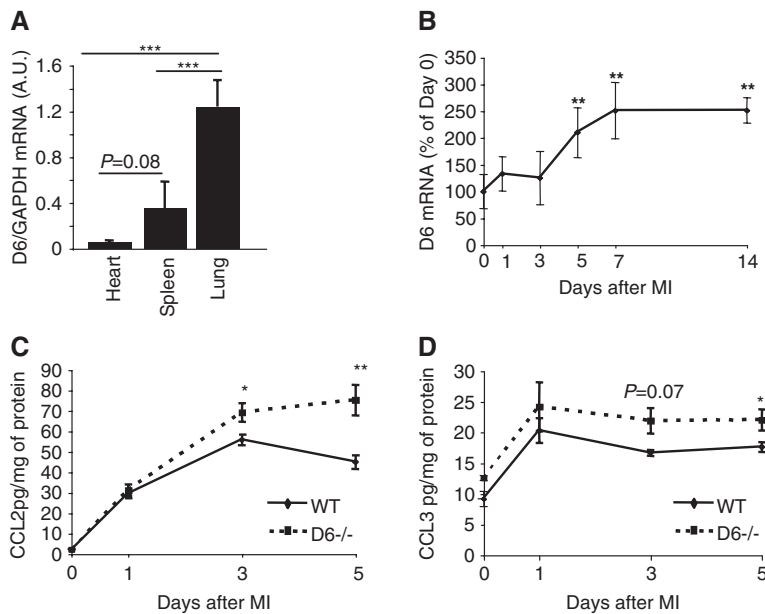 A
D6/GAPDH mRNA (A.U.)
1.6
1.2
0.8
0.4
0
***
***
P=0.08
Heart
Spleen
Lung
B
D6 mRNA (% of Day 0)
350
300
250
200
150
100
50
0
**
**
**
0 1 3 5 7 14
Days after MI
C
CCL2pg/mg of protein
90
80
70
60
50
40
30
20
10
0
*
**
WT
D6-/-
0 1 3 5
Days after MI
D
CCL3 pg/mg of protein
35
30
25
20
15
10
5
0
P=0.07
*
WT
D6-/-
0 1 3 5
Days after MI